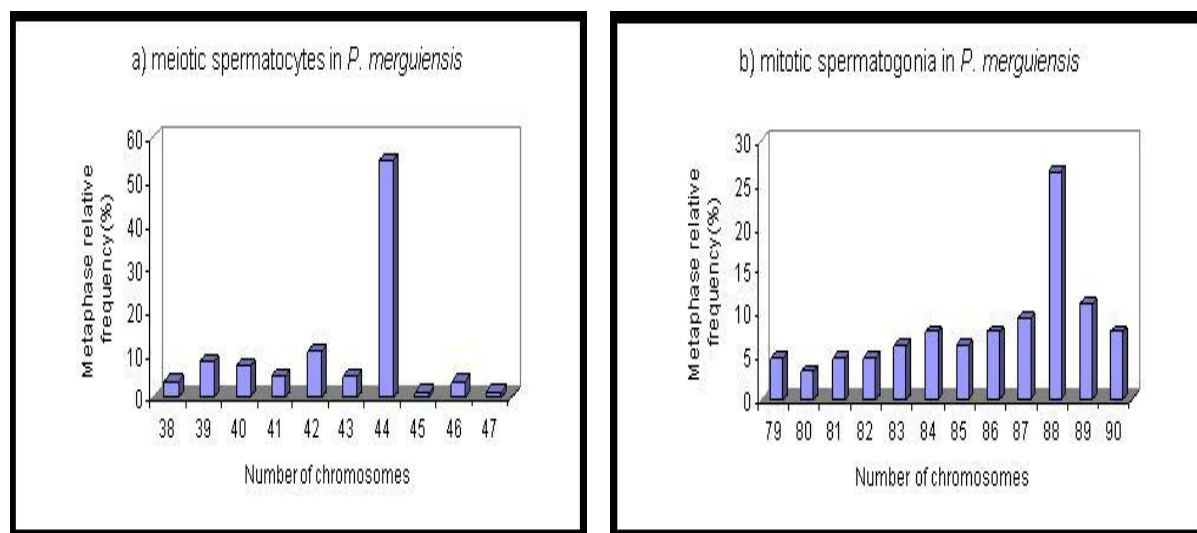 a) meiotic spermatocytes in P. merguiensis
Metaphase relative
frequency(%)
60
50
40
30
20
10
0
38 39 40 41 42 43 44 45 46 47
Number of chromosomes
b) mitotic spermatogonia in P. merguiensis
Metaphase relative
frequency(%)
30
25
20
15
10
5
0
79 80 81 82 83 84 85 86 87 88 89 90
Number of chromosomes